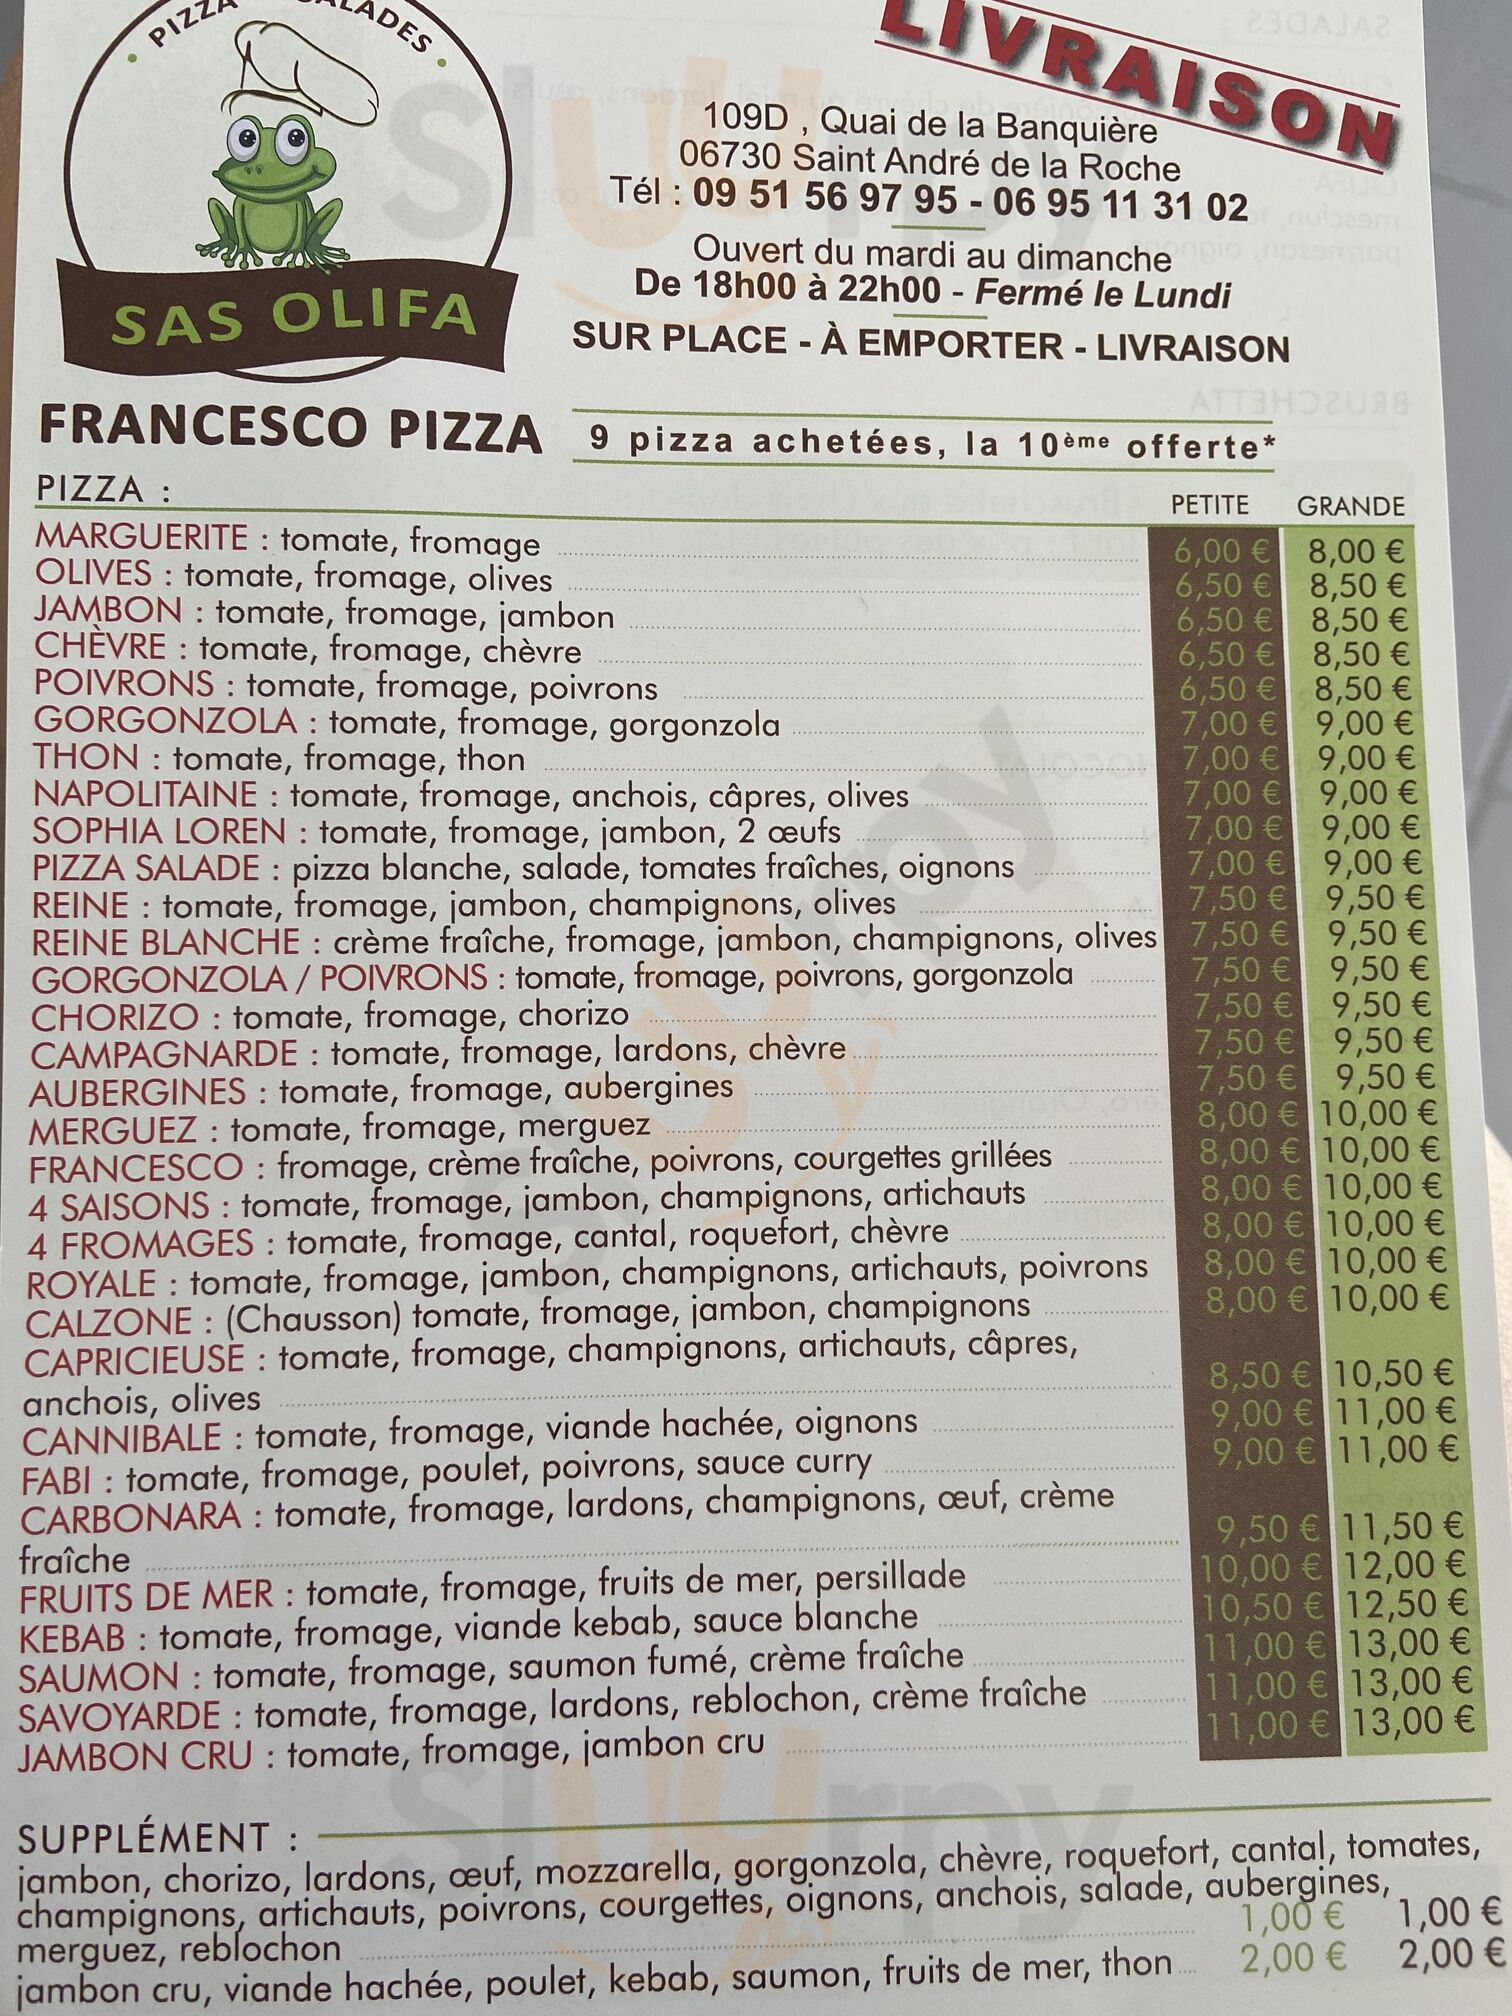 PIZZA
SALADES
SAS OLIFA
LIVRAISON
109D , Quai de la Banquière
06730 Saint André de la Roche
Tél : 09 51 56 97 95 - 06 95 11 31 02
Ouvert du mardi au dimanche
De 18h00 à 22h00 - Fermé le Lundi
SUR PLACE - À EMPORTER - LIVRAISON
FRANCESCO PIZZA
9 pizza achetées, la 10ème offerte*
PIZZA : PETITE GRANDE
MARGUERITE : tomate, fromage 6,00 € 8,00 €
OLIVES : tomate, fromage, olives 6,50 € 8,50 €
JAMBON : tomate, fromage, jambon 6,50 € 8,50 €
CHÈVRE : tomate, fromage, chèvre 6,50 € 8,50 €
POIVRONS : tomate, fromage, poivrons 6,50 € 8,50 €
GORGONZOLA : tomate, fromage, gorgonzola 7,00 € 9,00 €
THON : tomate, fromage, thon 7,00 € 9,00 €
NAPOLITAINE : tomate, fromage, anchois, câpres, olives 7,00 € 9,00 €
SOPHIA LOREN : tomate, fromage, jambon, 2 œufs 7,00 € 9,00 €
PIZZA SALADE : pizza blanche, salade, tomates fraîches, oignons 7,00 € 9,00 €
REINE : tomate, fromage, jambon, champignons, olives 7,50 € 9,50 €
REINE BLANCHE : crème fraîche, fromage, jambon, champignons, olives 7,50 € 9,50 €
GORGONZOLA / POIVRONS : tomate, fromage, poivrons, gorgonzola 7,50 € 9,50 €
CHORIZO : tomate, fromage, chorizo 7,50 € 9,50 €
CAMPAGNARDE : tomate, fromage, lardons, chèvre 7,50 € 9,50 €
AUBERGINES : tomate, fromage, aubergines 7,50 € 9,50 €
MERGUEZ : tomate, fromage, merguez 8,00 € 10,00 €
FRANCESCO : fromage, crème fraîche, poivrons, courgettes grillées 8,00 € 10,00 €
4 SAISONS : tomate, fromage, jambon, champignons, artichauts 8,00 € 10,00 €
4 FROMAGES : tomate, fromage, cantal, roquefort, chèvre 8,00 € 10,00 €
ROYALE : tomate, fromage, jambon, champignons, artichauts, poivrons 8,00 € 10,00 €
CALZONE : (Chausson) tomate, fromage, jambon, champignons 8,00 € 10,00 €
CAPRICIEUSE : tomate, fromage, champignons, artichauts, câpres,
anchois, olives 8,50 € 10,50 €
CANNIBALE : tomate, fromage, viande hachée, oignons 9,00 € 11,00 €
FABI : tomate, fromage, poulet, poivrons, sauce curry 9,00 € 11,00 €
CARBONARA : tomate, fromage, lardons, champignons, œuf, crème
fraîche 9,50 € 11,50 €
FRUITS DE MER : tomate, fromage, fruits de mer, persillade 10,00 € 12,00 €
KEBAB : tomate, fromage, viande kebab, sauce blanche 10,50 € 12,50 €
SAUMON : tomate, fromage, saumon fumé, crème fraîche 11,00 € 13,00 €
SAVOYARDE : tomate, fromage, lardons, reblochon, crème fraîche 11,00 € 13,00 €
JAMBON CRU : tomate, fromage, jambon cru 11,00 € 13,00 €
SUPPLÉMENT :
jambon, chorizo, lardons, œuf, mozzarella, gorgonzola, chèvre, roquefort, cantal, tomates,
champignons, artichauts, poivrons, courgettes, oignons, anchois, salade, aubergines,
merguez, reblochon 1,00 € 1,00 €
jambon cru, viande hachée, poulet, kebab, saumon, fruits de mer, thon 2,00 € 2,00 €